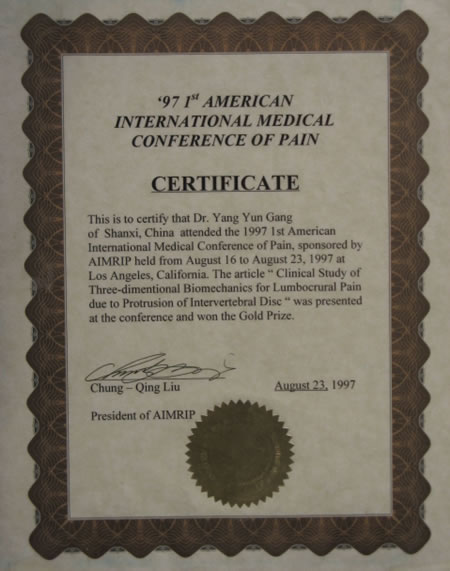 '97 1st AMERICAN
INTERNATIONAL MEDICAL
CONFERENCE OF PAIN
CERTIFICATE
This is to certify that Dr. Yang Yun Gang
of Shanxi, China attended the 1997 1st American
International Medical Conference of Pain, sponsored by
AIMRIP held from August 16 to August 23, 1997 at
Los Angeles, California. The article “ Clinical Study of
Three-dimentional Biomechanics for Lumbocrural Pain
due to Protrusion of Intervertebral Disc “ was presented
at the conference and won the Gold Prize.
Chung – Qing Liu August 23, 1997
President of AIMRIP